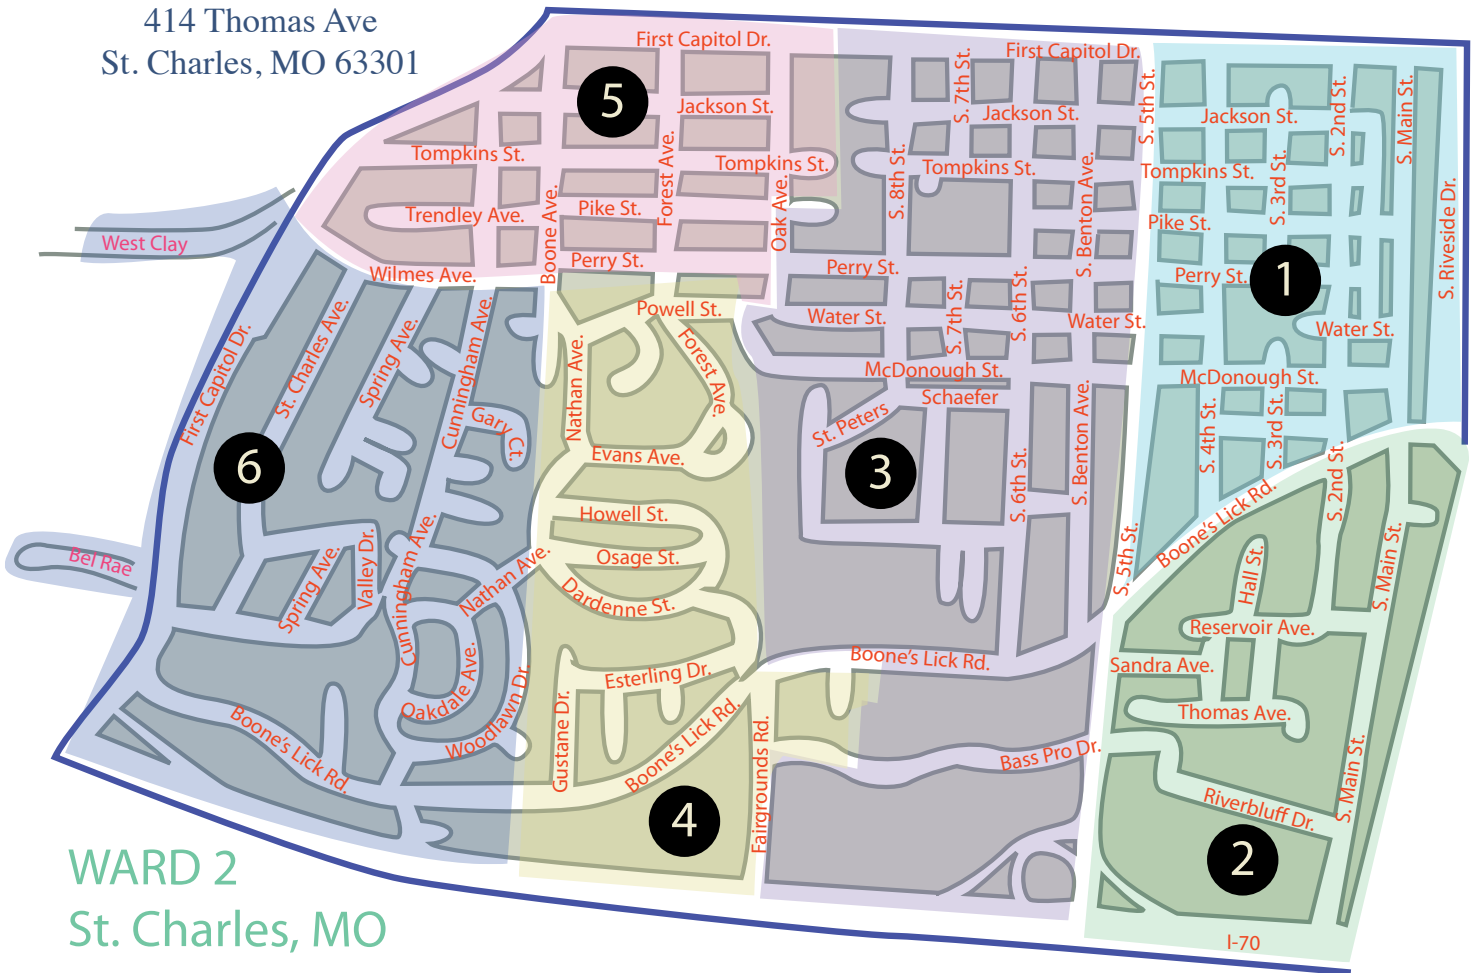 414 Thomas Ave
St. Charles, MO 63301
First Capitol Dr.
First Capitol Dr.
5
Jackson St.
Jackson St.
Jackson St.
S. 7th St.
S. 5th St.
S. 2nd St.
S. Main St.
Tompkins St.
Forest Ave.
Tompkins St.
S. 8th St.
Tompkins St.
S. Benton Ave.
Tompkins St.
S. 3rd St.
Trendley Ave.
Pike St.
Oak Ave.
Pike St.
S. Riveside Dr.
West Clay
Boone Ave.
Wilmes Ave.
Perry St.
Perry St.
Perry St.
1
Powell St.
Water St.
S. 7th St.
S. 6th St.
Water St.
Water St.
First Capitol Dr.
St. Charles Ave.
Spring Ave.
Cunningham Ave.
Nathan Ave.
Forest Ave.
McDonough St.
McDonough St.
Gary Ct.
St. Peters
Schaefer
S. Benton Ave.
S. 4th St.
S. 3rd St.
6
Evans Ave.
3
S. 6th St.
S. 2nd St.
Howell St.
Boone's Lick Rd.
Bel Rae
Spring Ave.
Valley Dr.
Cunningham Ave.
Nathan Ave.
Osage St.
S. 5th St.
Hall St.
S. Main St.
Dardenne St.
Cunningham Ave.
Reservoir Ave.
Oakdale Ave.
Woodlawn Dr.
Esterling Dr.
Boone's Lick Rd.
Sandra Ave.
Boone's Lick Rd.
Gustane Dr.
Boone's Lick Rd.
Fairgrounds Rd.
Bass Pro Dr.
Thomas Ave.
S. Main St.
Riverbluff Dr.
4
2
WARD 2
St. Charles, MO
I-70